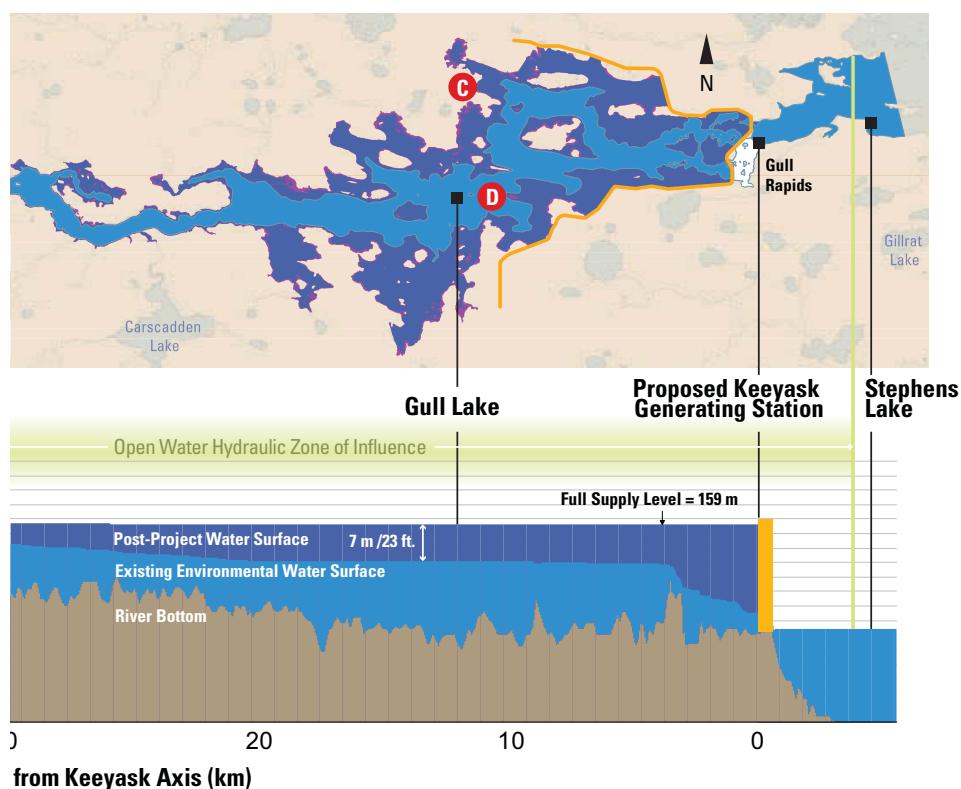 C
N
D
Gull
Rapids
Gillrat
Lake
Carscadden
Lake
Gull Lake
Proposed Keeyask
Generating Station
Stephens
Lake
Open Water Hydraulic Zone of Influence
Full Supply Level = 159 m
Post-Project Water Surface
7 m /23 ft.
Existing Environmental Water Surface
River Bottom
20
10
0
from Keeyask Axis (km)